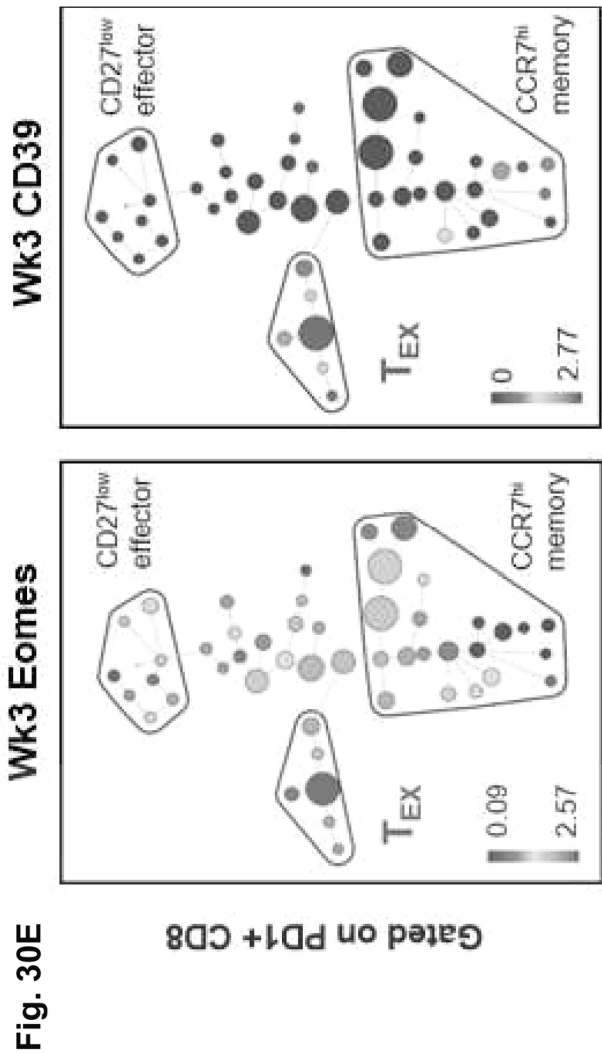 Fig. 30E
Gated on PD1+ CD8
Wk3 Eomes
CD27low
effector
TEX
CCR7hi
memory
0.09
2.57
Wk3 CD39
CD27low
effector
TEX
CCR7hi
memory
0
2.77